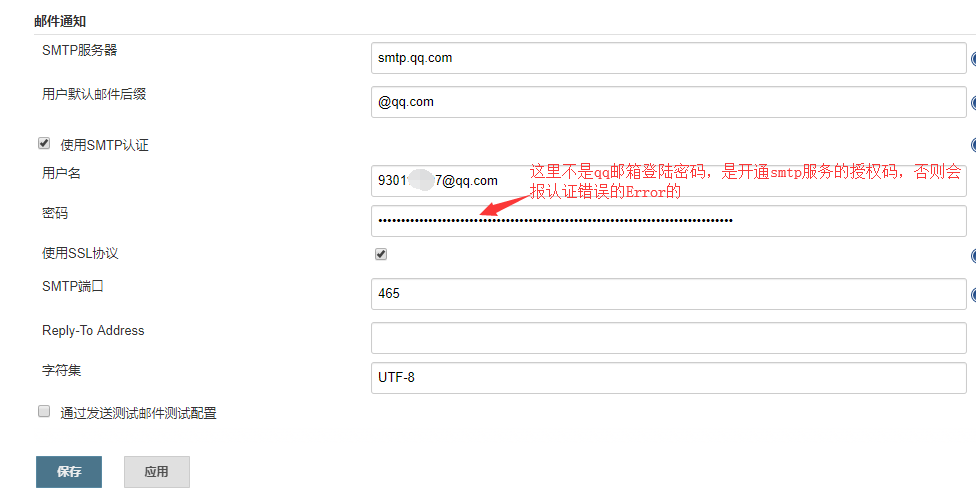 邮件通知
SMTP服务器
smtp.qq.com
用户默认邮件后缀
@qq.com
使用SMTP认证
用户名
9301 7@qq.com
这里不是qq邮箱登陆密码，是开通smtp服务的授权码，否则会
报认证错误的Error的
密码
使用SSL协议
SMTP端口
465
Reply-To Address
字符集
UTF-8
通过发送测试邮件测试配置
保存
应用